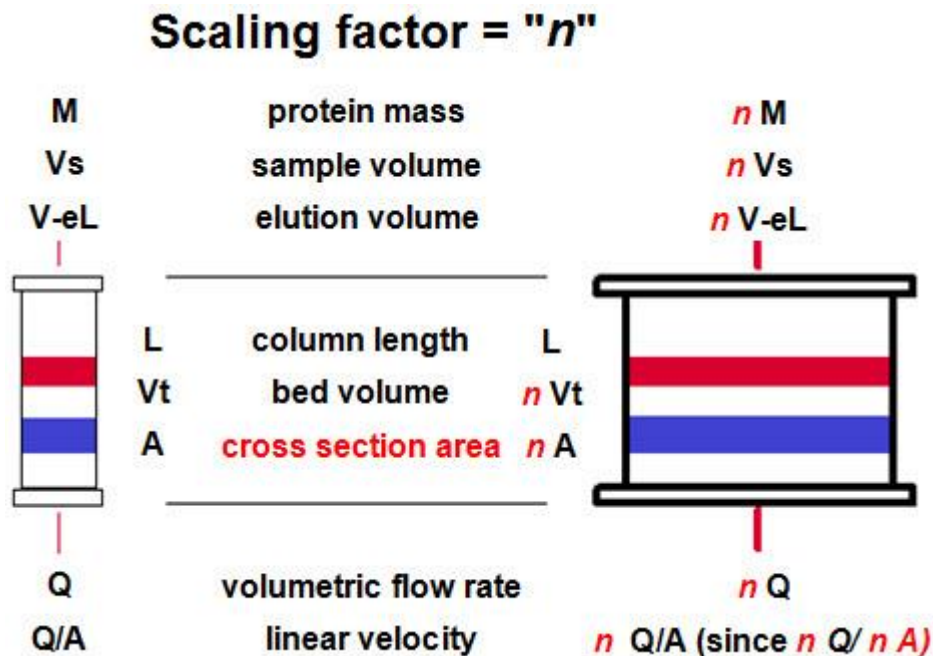 Scaling factor = "n"
M protein mass n M
Vs sample volume n Vs
V-eL elution volume n V-eL
L column length L
Vt bed volume n Vt
A cross section area n A
Q volumetric flow rate n Q
Q/A linear velocity n Q/A (since n Q/ n A)